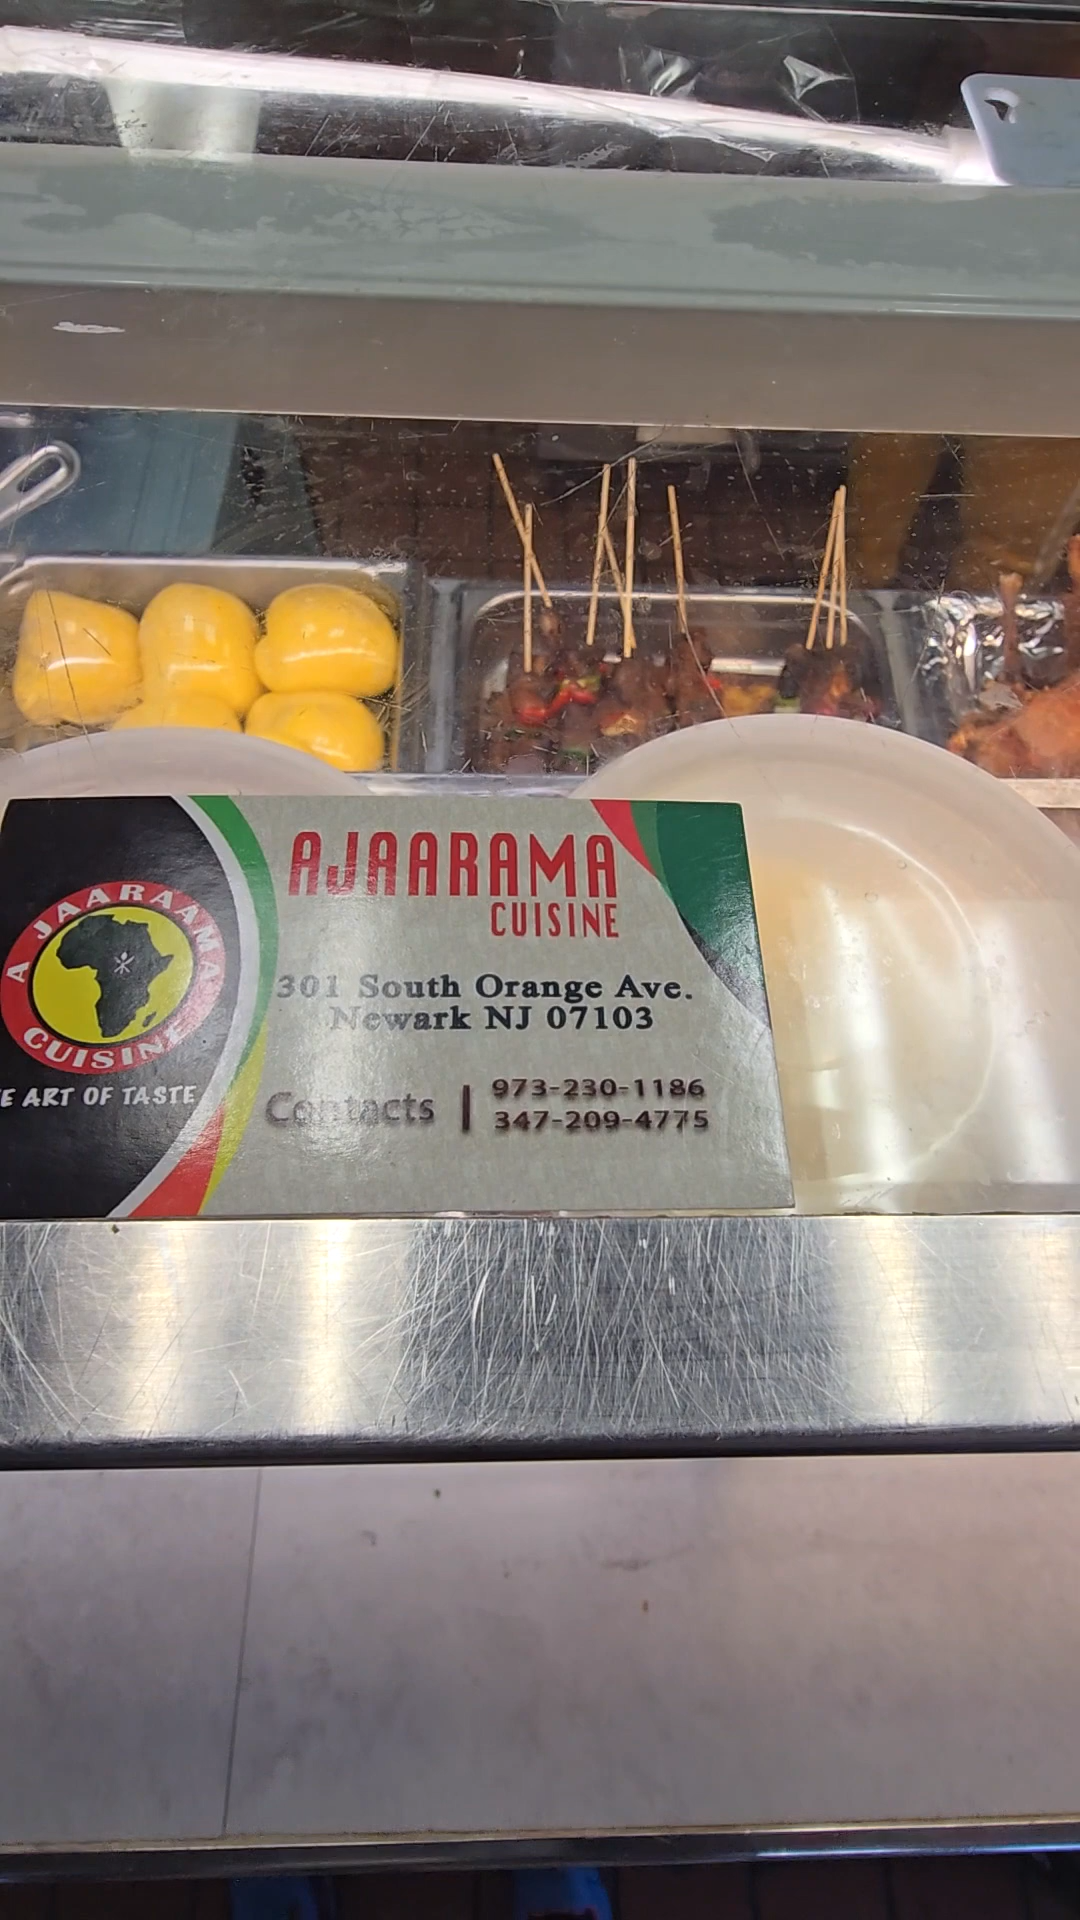 AJAARAMA
CUISINE
301 South Orange Ave.
Newark NJ 07103
Contacts | 973-230-1186
347-209-4775
AJAARAAMA
CUISINE
ART OF TASTE